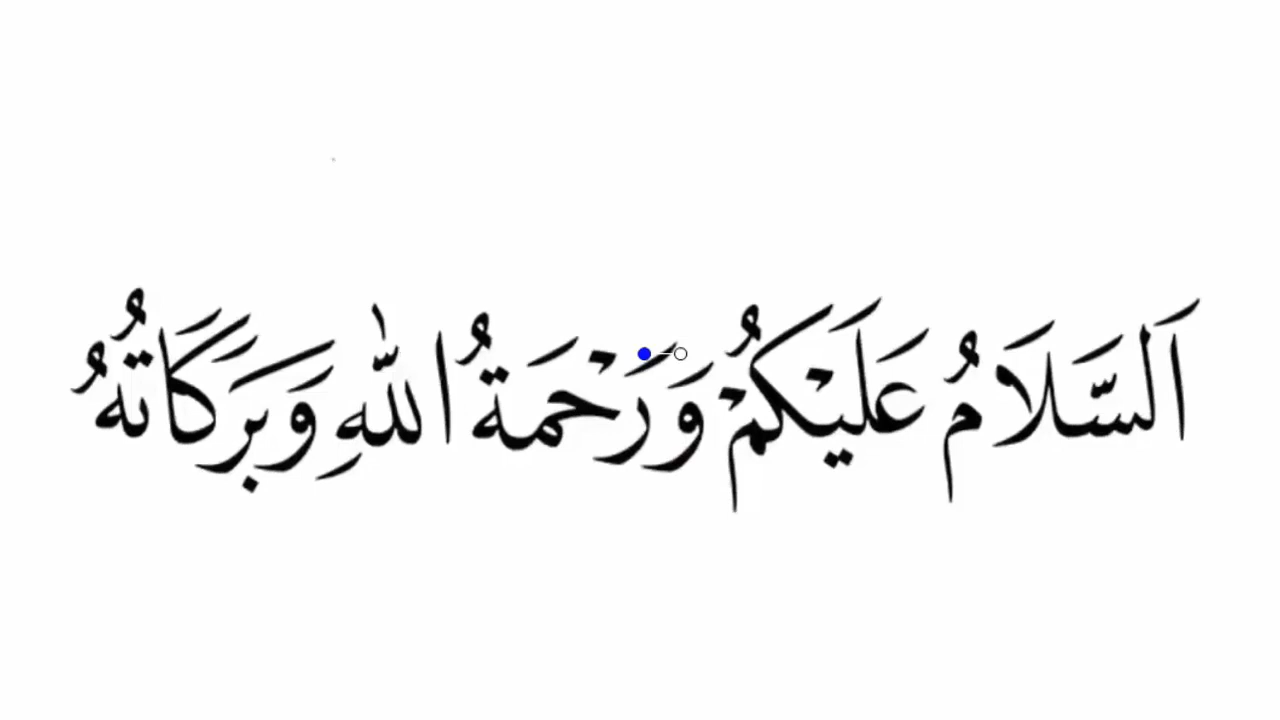 اَلسَّلَامُ عَلَيْكُمْ وَرَحْمَةُ اللّٰهِ وَبَرَكَاتُهُ